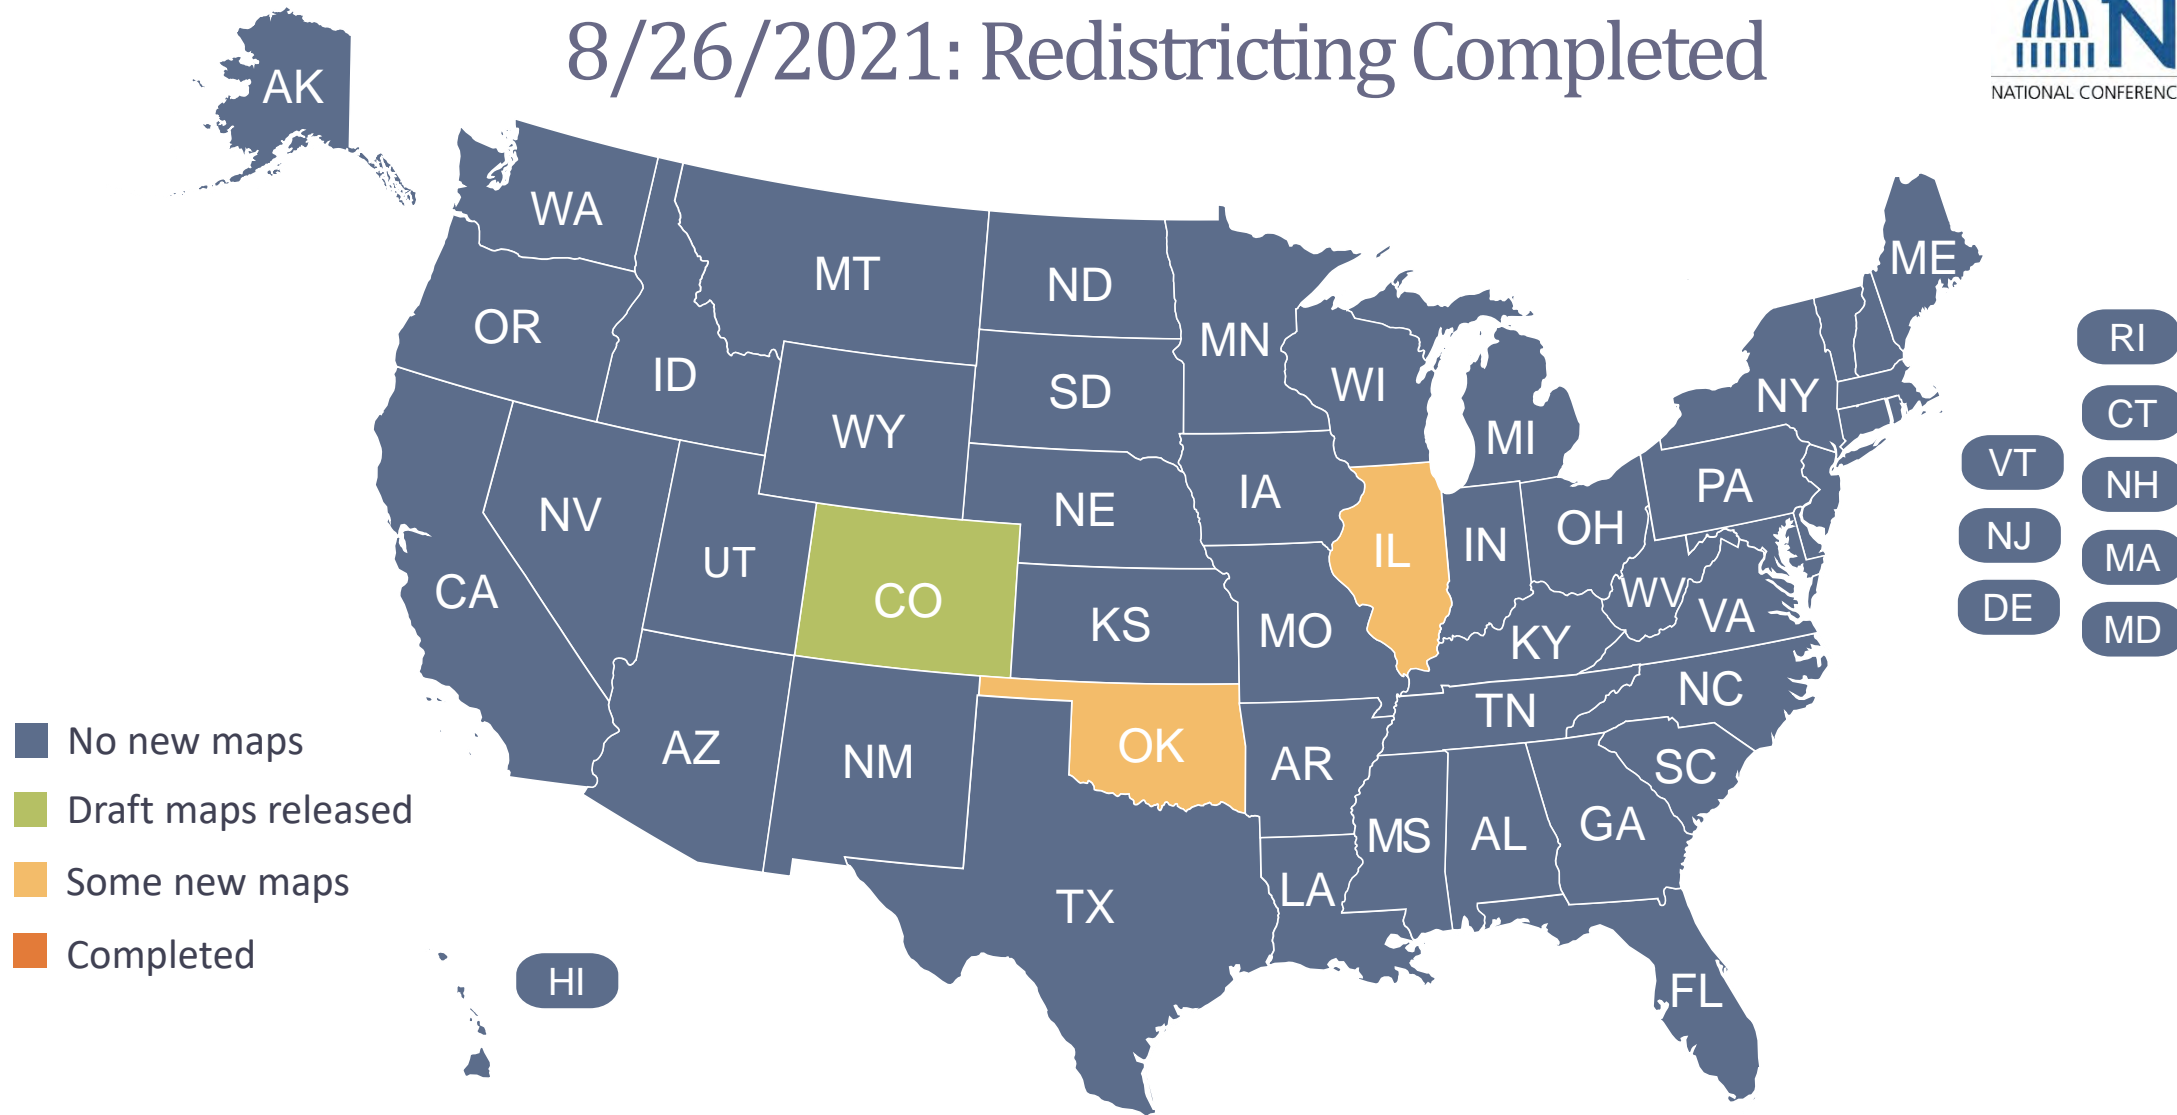 8/26/2021: Redistricting Completed
N
NATIONAL CONFERENC
AK
WA
MT
ND
MN
ME
OR
ID
WY
SD
WI
MI
NY
RI
CT
VT
NH
NJ
MA
DE
MD
NV
UT
CO
NE
IA
IL
IN
OH
PA
CA
KS
MO
KY
WV
VA
AZ
NM
OK
AR
TN
NC
SC
TX
LA
MS
AL
GA
FL
HI
No new maps
Draft maps released
Some new maps
Completed